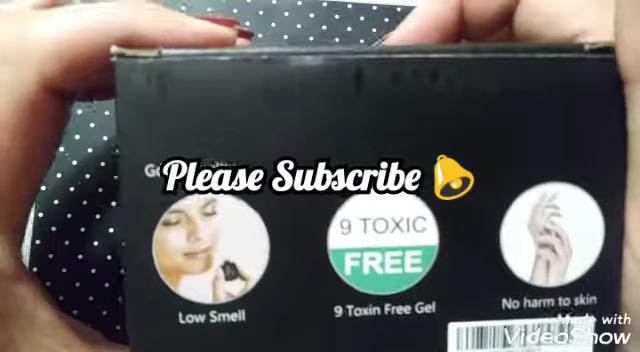 Please Subscribe
9 TOXIC
FREE
Low Smell
9 Toxin Free Gel
No harm to skin
Made with
VideoShow